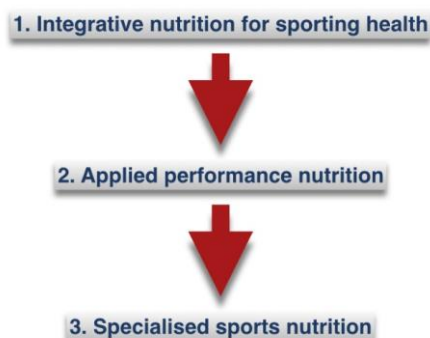 1. Integrative nutrition for sporting health
2. Applied performance nutrition
3. Specialised sports nutrition